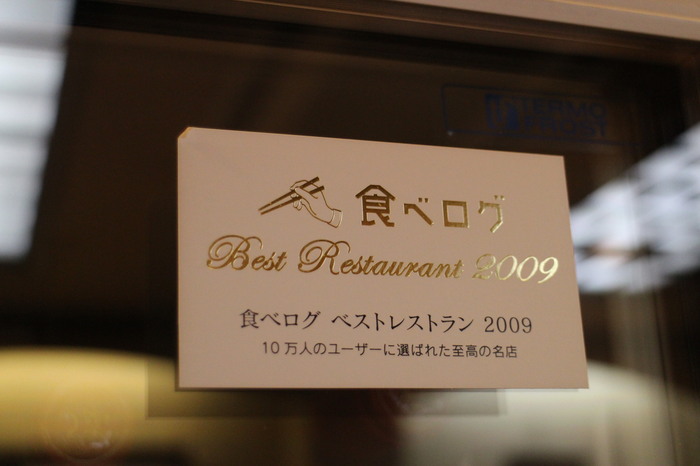 食べログ
Best Restaurant 2009
食べログ ベストレストラン 2009
10万人のユーザーに選ばれた至高の名店